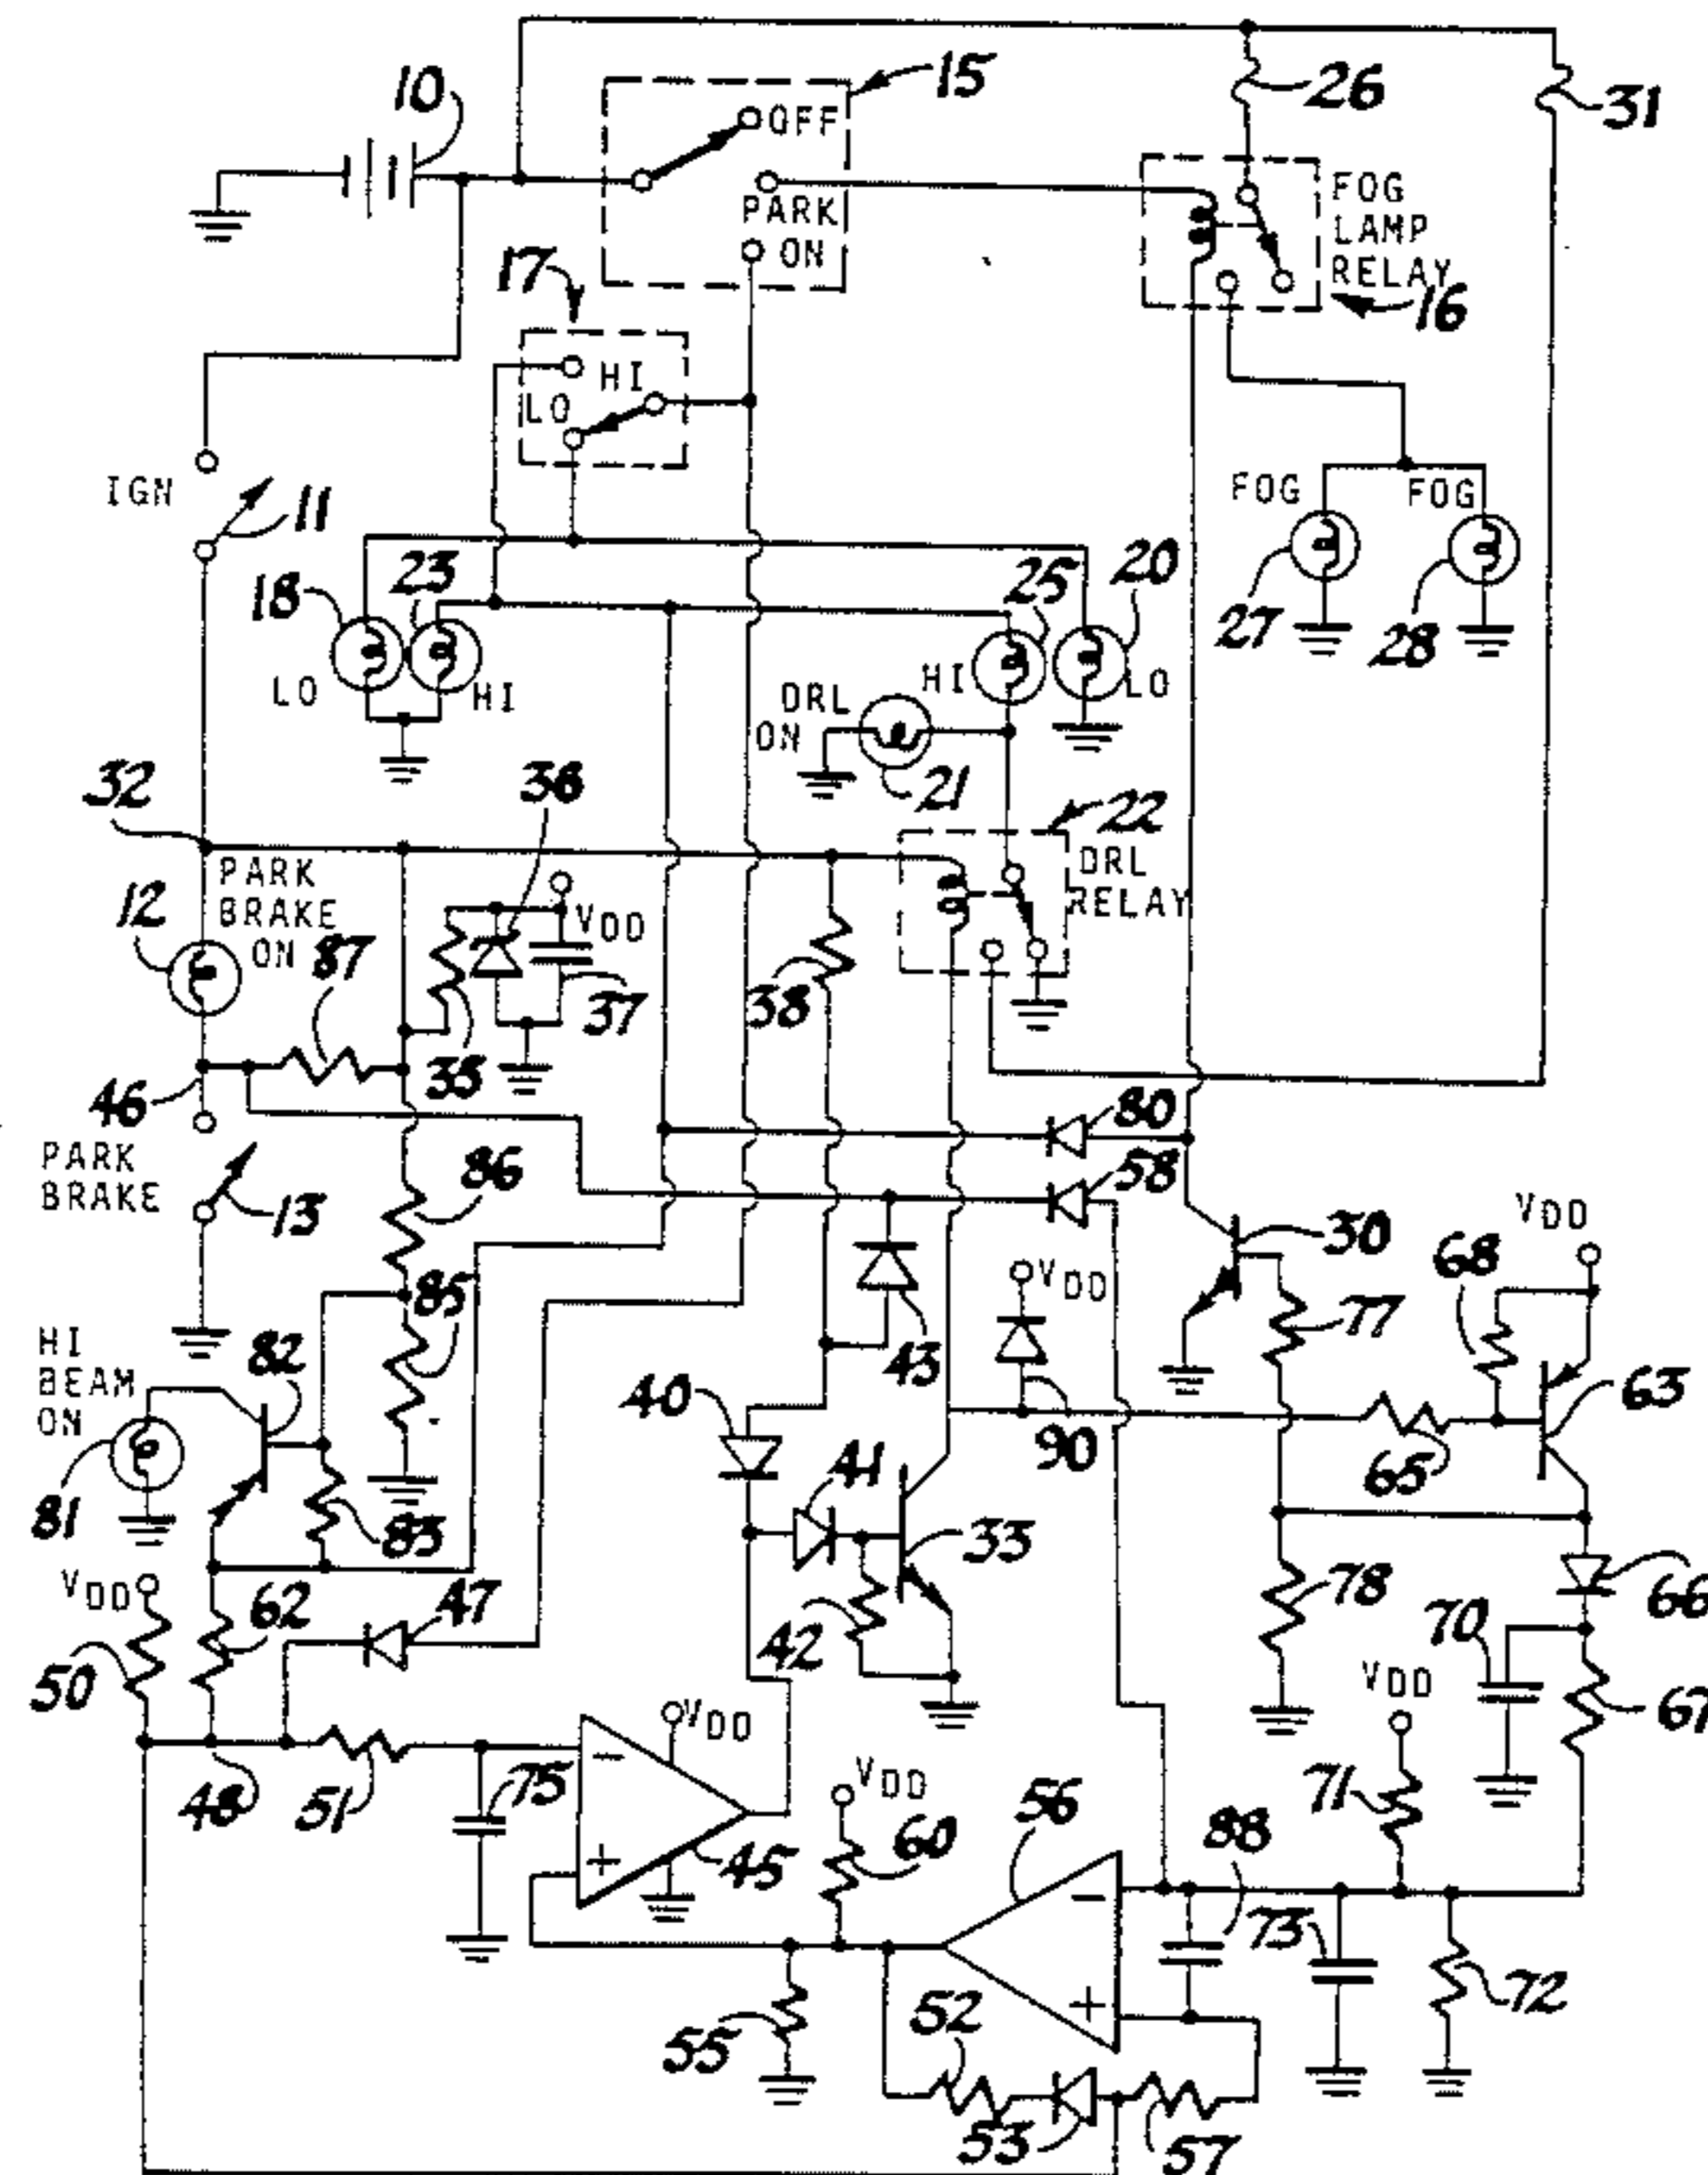 10
15
OFF
26
31
PARK
ON
FOG
LAMP
RELAY
16
17
HI
LO
IGN
11
FOG
FOG
18
23
25
20
27
28
LO
HI
HI
LO
DRL
ON
21
32
36
22
DRL
RELAY
PARK
BRAKE
ON
12
87
VDD
37
35
38
46
PARK
BRAKE
13
86
80
58
30
VDD
68
85
43
VDD
77
HI
BEAM
ON
82
40
63
81
83
41
90
65
33
VDD
62
47
42
78
66
70
50
VDD
67
48
51
75
−
VDD
+
45
VDD
60
56
71
88
−
73
+
72
55
52
53
57